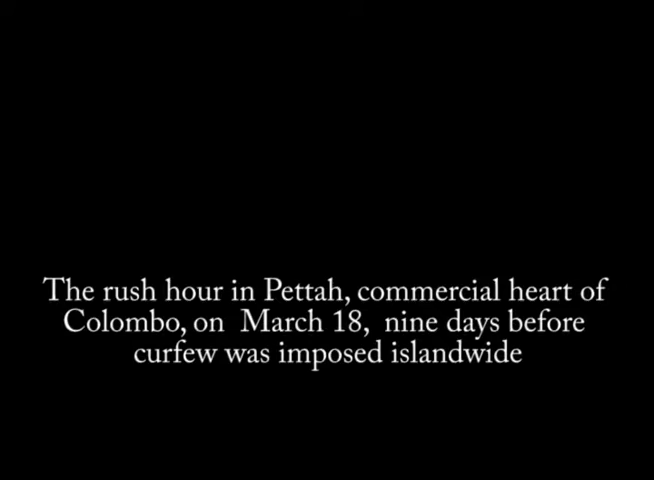 The rush hour in Pettah, commercial heart of
Colombo, on March 18, nine days before
curfew was imposed islandwide